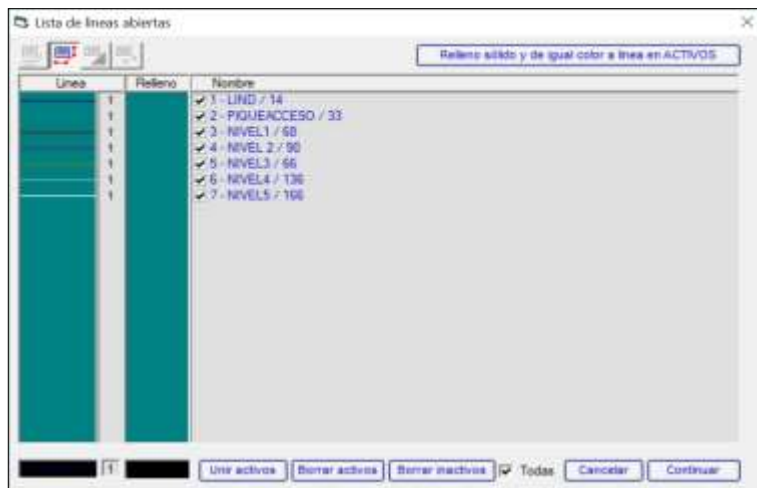 Lista de lineas abiertas
Relleno sólido y de igual color a linea en ACTIVOS
Linea Relleno Nombre
1 1 - LIND / 14
1 2 - PIQUEACCESO / 33
1 3 - NIVEL1 / 68
1 4 - NIVEL 2 / 90
1 5 - NIVEL3 / 66
1 6 - NIVEL4 / 136
1 7 - NIVEL5 / 166
1 Unir activos Borrar activos Borrar inactivos Todas Cancelar Continuar